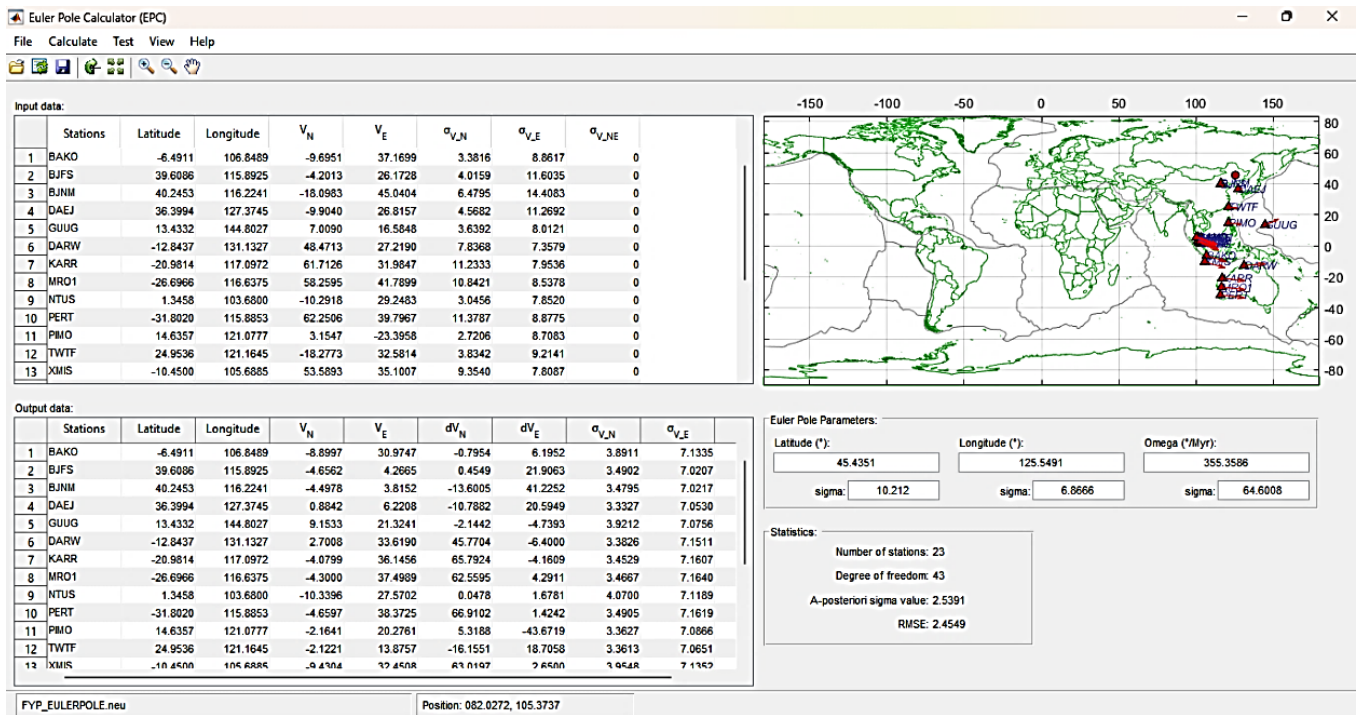 Euler Pole Calculator (EPC)
File Calculate Test View Help
Input data:
Stations Latitude Longitude V_N V_E σ_V_N σ_V_E σ_V_NE
1 BAKO -6.4911 106.8489 -9.6951 37.1699 3.3816 8.8617 0
2 BJFS 39.6086 115.8925 -4.2013 26.1728 4.0159 11.6035 0
3 BJNM 40.2453 116.2241 -18.0983 45.0404 6.4795 14.4083 0
4 DAEJ 36.3994 127.3745 -9.9040 26.8157 4.5682 11.2692 0
5 GUUG 13.4332 144.8027 7.0090 16.5848 3.6392 8.0121 0
6 DARW -12.8437 131.1327 48.4713 27.2190 7.8368 7.3579 0
7 KARR -20.9814 117.0972 61.7126 31.9847 11.2333 7.9536 0
8 MRO1 -26.6966 116.6375 58.2595 41.7899 10.8421 8.5378 0
9 NTUS 1.3458 103.6800 -10.2918 29.2483 3.0456 7.8520 0
10 PERT -31.8020 115.8853 62.2506 39.7967 11.3787 8.8775 0
11 PIMO 14.6357 121.0777 3.1547 -23.3958 2.7206 8.7083 0
12 TWTF 24.9536 121.1645 -18.2773 32.5814 3.8342 9.2141 0
13 XMIS -10.4500 105.6885 53.5893 35.1007 9.3540 7.8087 0
-150 -100 -50 0 50 100 150
80
60
40
20
0
-20
-40
-60
-80
DAEJ
TWTF
PIMO
GUUG
DARW
KARR
Output data:
Stations Latitude Longitude V_N V_E dV_N dV_E σ_V_N σ_V_E
1 BAKO -6.4911 106.8489 -8.8997 30.9747 -0.7954 6.1952 3.8911 7.1335
2 BJFS 39.6086 115.8925 -4.6562 4.2665 0.4549 21.9063 3.4902 7.0207
3 BJNM 40.2453 116.2241 -4.4978 3.8152 -13.6005 41.2252 3.4795 7.0217
4 DAEJ 36.3994 127.3745 0.8842 6.2208 -10.7882 20.5949 3.3327 7.0530
5 GUUG 13.4332 144.8027 9.1533 21.3241 -2.1442 -4.7393 3.9212 7.0756
6 DARW -12.8437 131.1327 2.7008 33.6190 45.7704 -6.4000 3.3826 7.1511
7 KARR -20.9814 117.0972 -4.0799 36.1456 65.7924 -4.1609 3.4529 7.1607
8 MRO1 -26.6966 116.6375 -4.3000 37.4989 62.5595 4.2911 3.4667 7.1640
9 NTUS 1.3458 103.6800 -10.3396 27.5702 0.0478 1.6781 4.0700 7.1189
10 PERT -31.8020 115.8853 -4.6597 38.3725 66.9102 1.4242 3.4905 7.1619
11 PIMO 14.6357 121.0777 -2.1641 20.2761 5.3188 -43.6719 3.3627 7.0866
12 TWTF 24.9536 121.1645 -2.1221 13.8757 -16.1551 18.7058 3.3613 7.0651
13 XMIS -10.4500 105.6885 -9.4304 32.4508 63.0197 2.6500 3.9548 7.1352
Euler Pole Parameters:
Latitude (°): Longitude (°): Omega (°/Myr):
45.4351 125.5491 355.3586
sigma: 10.212 sigma: 6.8666 sigma: 64.6008
Statistics:
Number of stations: 23
Degree of freedom: 43
A-posteriori sigma value: 2.5391
RMSE: 2.4549
FYP_EULERPOLE.neu Position: 082.0272, 105.3737